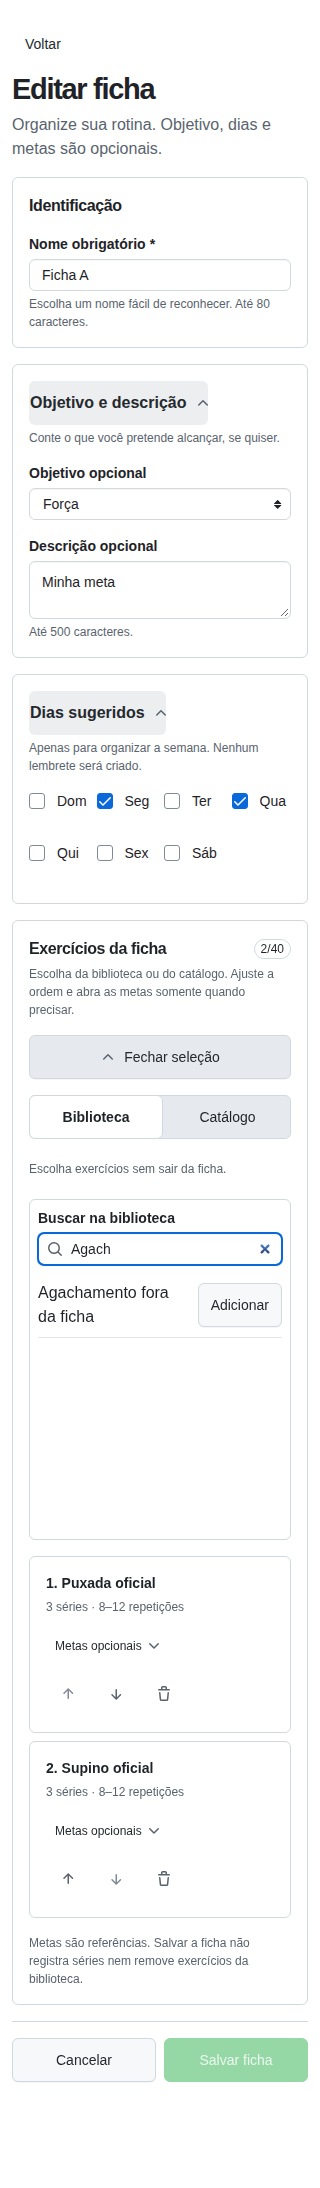 Voltar
Editar ficha
Organize sua rotina. Objetivo, dias e
metas são opcionais.
Identificação
Nome obrigatório *
Ficha A
Escolha um nome fácil de reconhecer. Até 80
caracteres.
Objetivo e descrição
Conte o que você pretende alcançar, se quiser.
Objetivo opcional
Força
Descrição opcional
Minha meta
Até 500 caracteres.
Dias sugeridos
Apenas para organizar a semana. Nenhum
lembrete será criado.
Dom Seg Ter Qua
Qui Sex Sáb
Exercícios da ficha 2/40
Escolha da biblioteca ou do catálogo. Ajuste a
ordem e abra as metas somente quando
precisar.
Fechar seleção
Biblioteca Catálogo
Escolha exercícios sem sair da ficha.
Buscar na biblioteca
Agach
Agachamento fora
da ficha
Adicionar
1. Puxada oficial
3 séries · 8–12 repetições
Metas opcionais
2. Supino oficial
3 séries · 8–12 repetições
Metas opcionais
Metas são referências. Salvar a ficha não
registra séries nem remove exercícios da
biblioteca.
Cancelar Salvar ficha